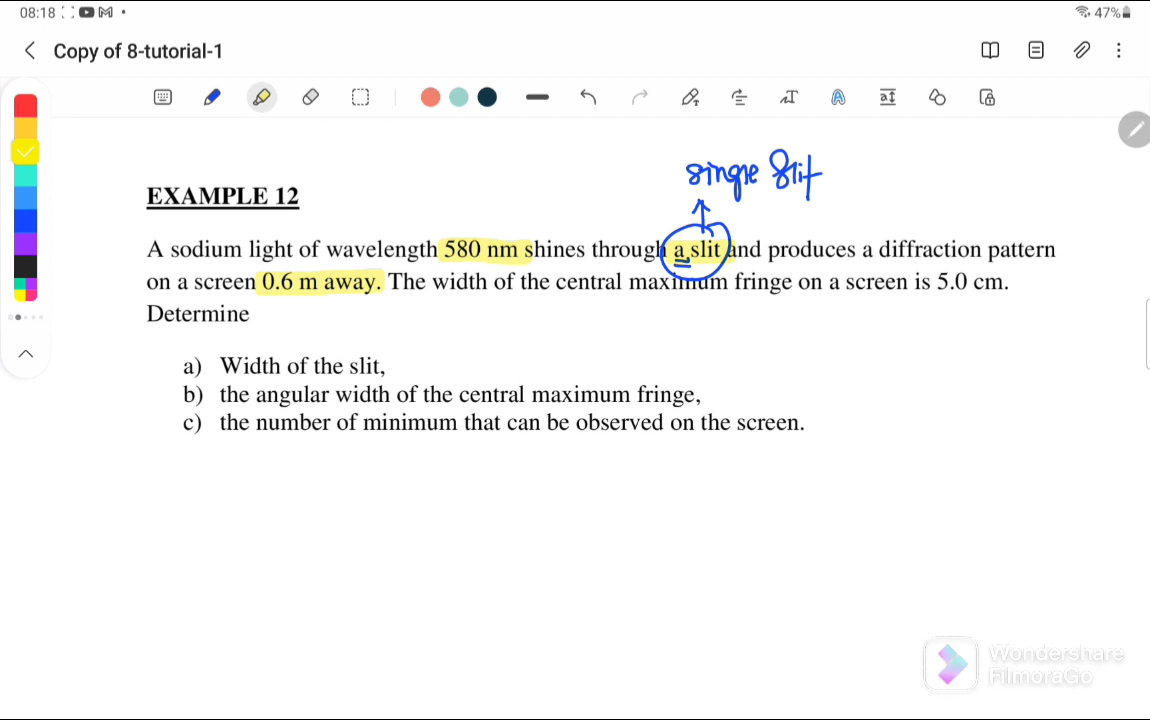 08:18
47%
Copy of 8-tutorial-1
single slit
EXAMPLE 12
A sodium light of wavelength 580 nm shines through a slit and produces a diffraction pattern
on a screen 0.6 m away. The width of the central maximum fringe on a screen is 5.0 cm.
Determine
a) Width of the slit,
b) the angular width of the central maximum fringe,
c) the number of minimum that can be observed on the screen.
Wondershare
FilmoraGo